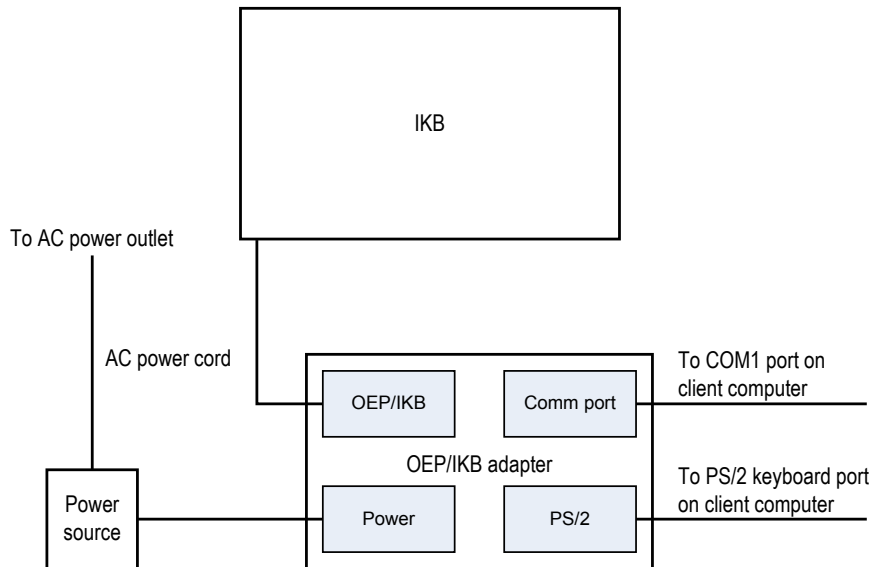 IKB
To AC power outlet
AC power cord
To COM1 port on
client computer
OEP/IKB
Comm port
OEP/IKB adapter
To PS/2 keyboard port
on client computer
Power
source
Power
PS/2